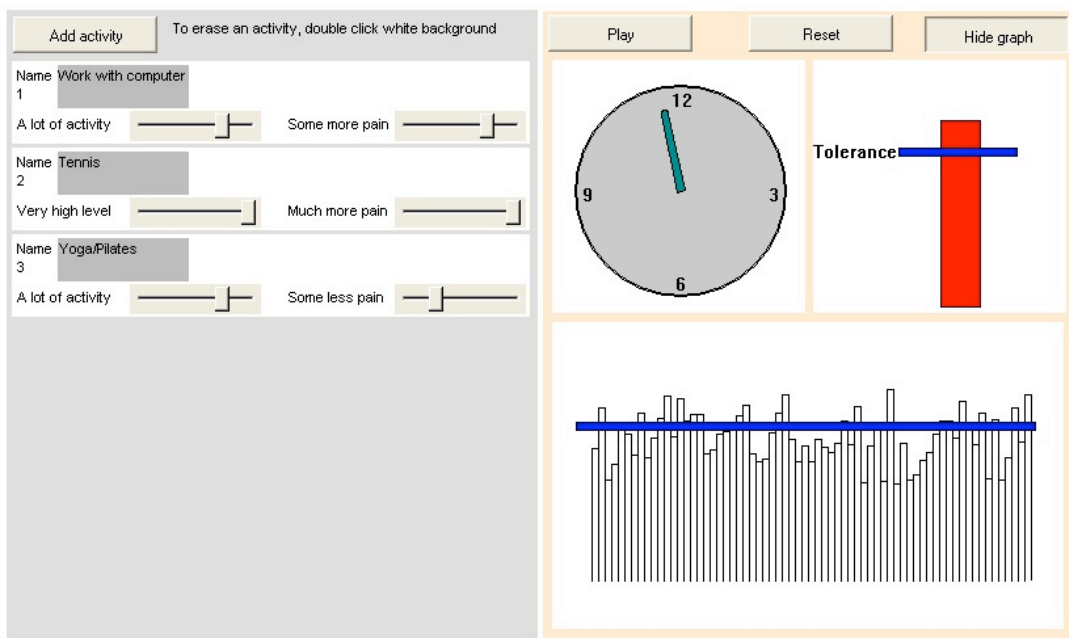 Add activity
To erase an activity, double click white background
Name Work with computer
1
A lot of activity
Some more pain
Name Tennis
2
Very high level
Much more pain
Name Yoga/Pilates
3
A lot of activity
Some less pain
Play
Reset
Hide graph
12
9
3
6
Tolerance